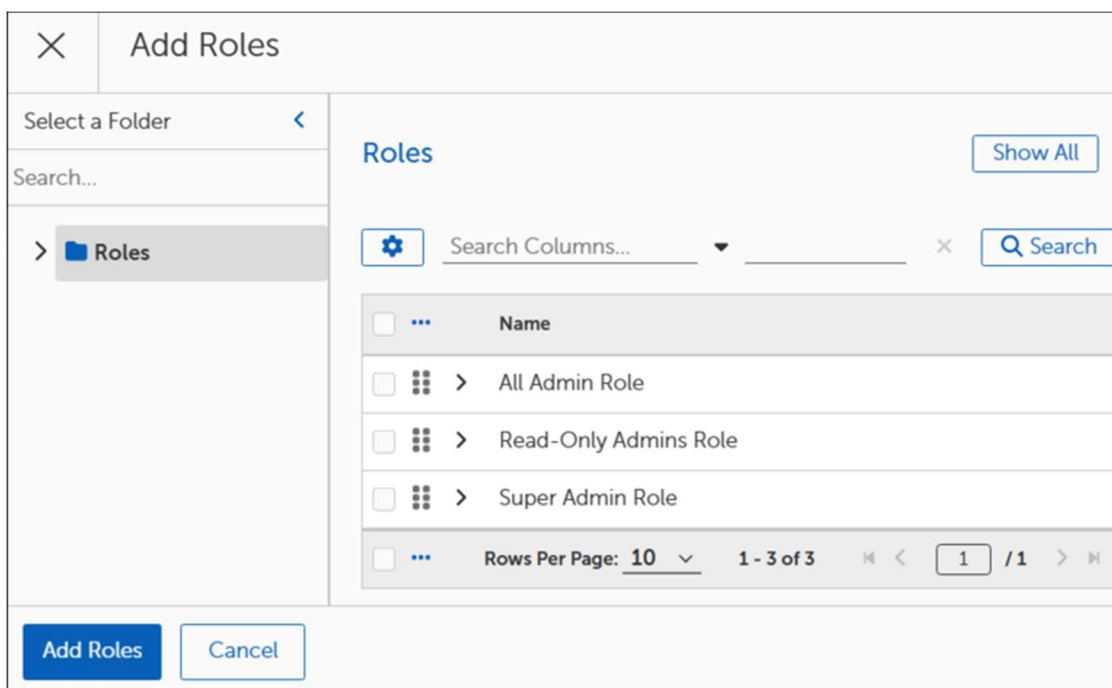 Add Roles
Select a Folder
Search...
Roles
Roles
Show All
Search Columns...
Search
Name
All Admin Role
Read-Only Admins Role
Super Admin Role
Rows Per Page: 10 1 - 3 of 3 1 / 1
Add Roles Cancel